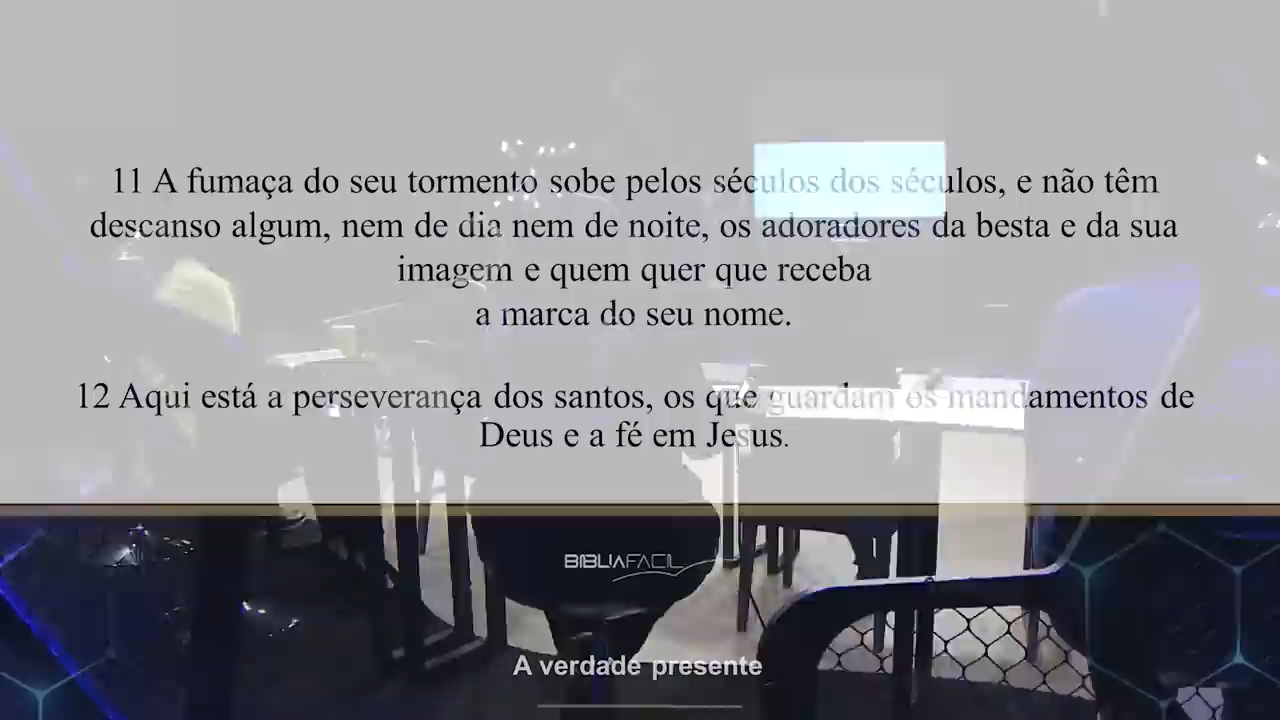 11 A fumaça do seu tormento sobe pelos séculos dos séculos, e não têm
descanso algum, nem de dia nem de noite, os adoradores da besta e da sua
imagem e quem quer que receba
a marca do seu nome.
12 Aqui está a perseverança dos santos, os que guardam os mandamentos de
Deus e a fé em Jesus.
BÍBLIAFÁCIL
A verdade presente